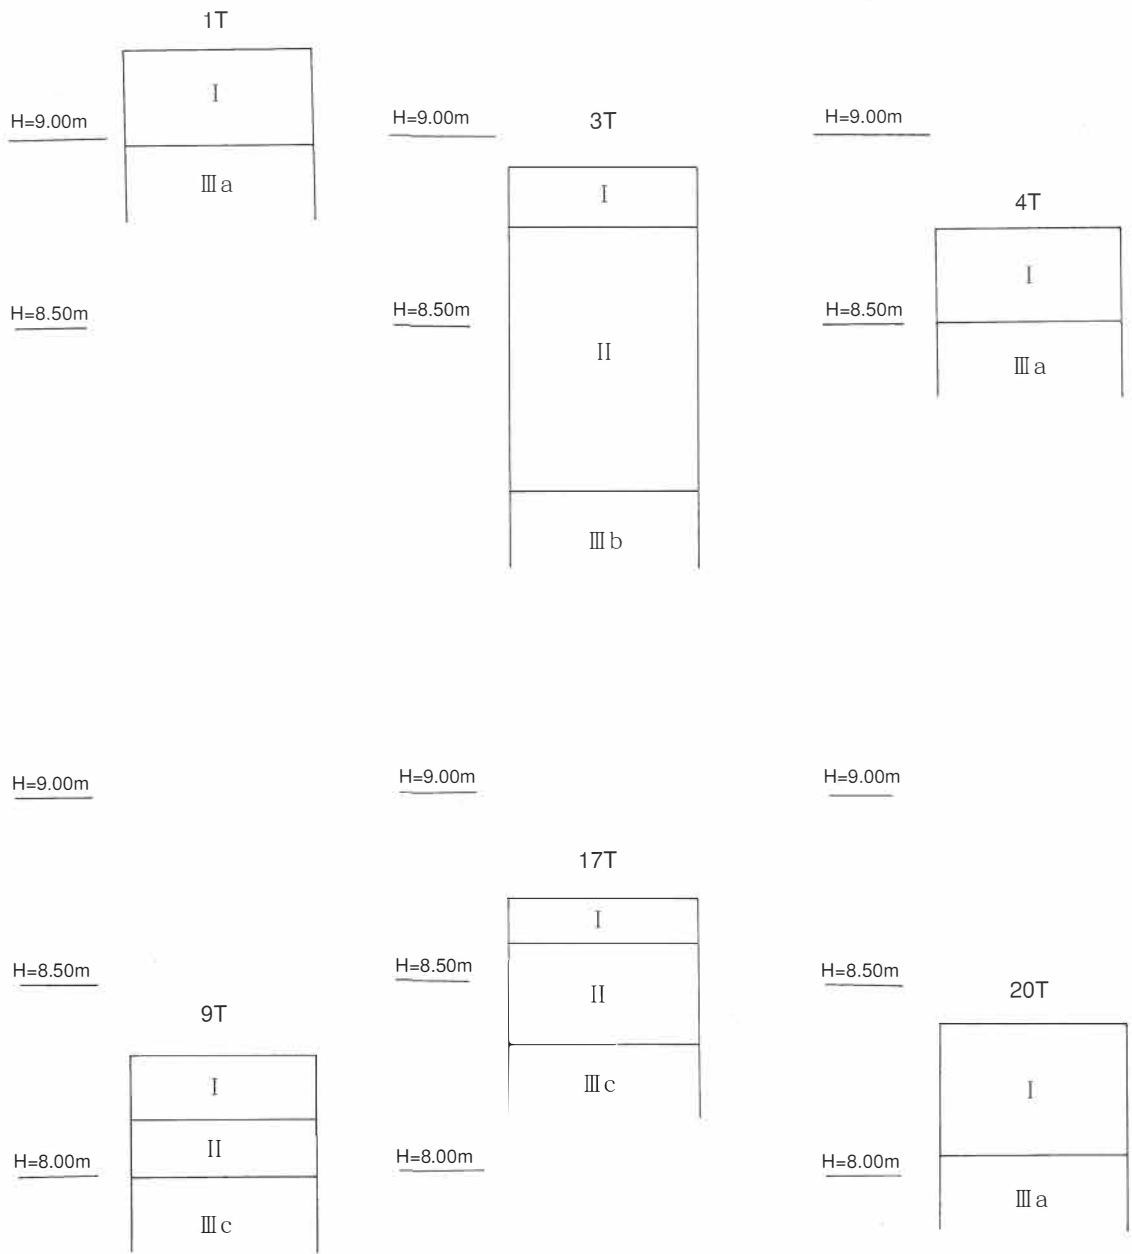 1T
Ⅰ
H=9.00m
Ⅲa
H=8.50m
H=9.00m
3T
Ⅰ
H=8.50m
II
Ⅲb
H=9.00m
4T
Ⅰ
H=8.50m
Ⅲa
H=9.00m
H=8.50m
9T
Ⅰ
II
H=8.00m
Ⅲc
H=9.00m
17T
Ⅰ
H=8.50m
II
Ⅲc
H=8.00m
H=9.00m
H=8.50m
20T
Ⅰ
H=8.00m
Ⅲa